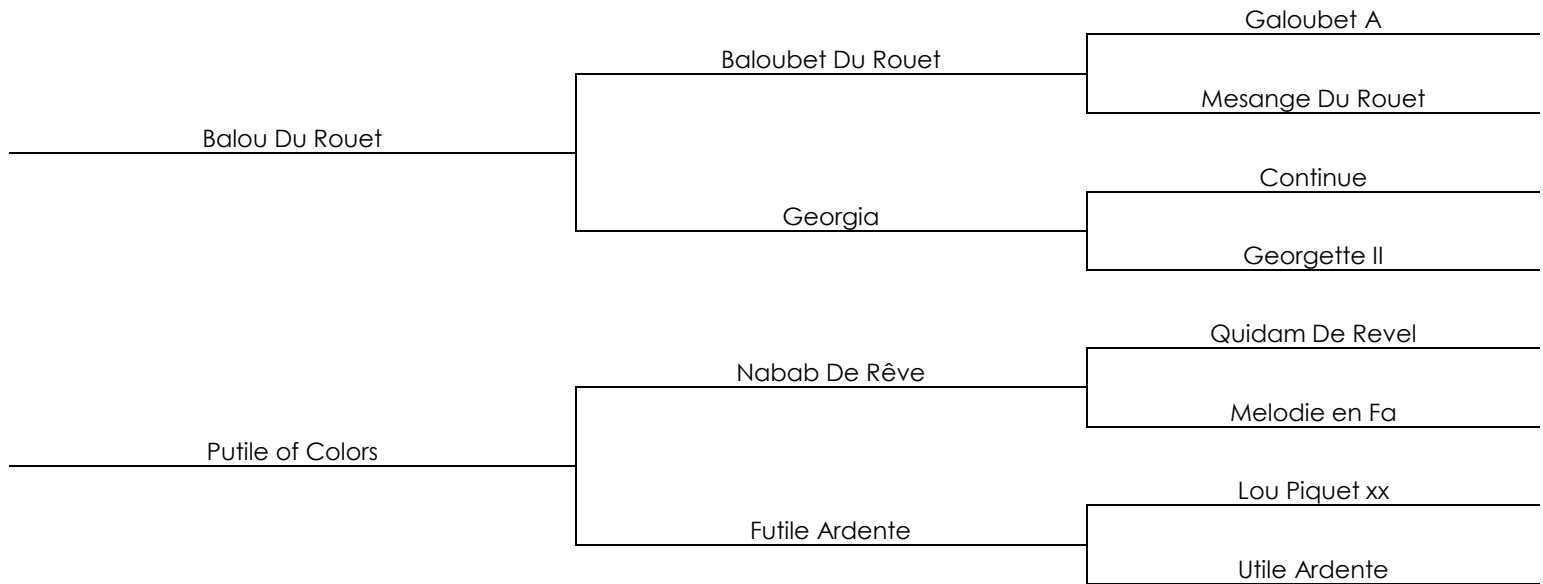 Galoubet A
Baloubet Du Rouet
Mesange Du Rouet
Balou Du Rouet
Continue
Georgia
Georgette II
Quidam De Revel
Nabab De Rêve
Melodie en Fa
Putile of Colors
Lou Piquet xx
Futile Ardente
Utile Ardente